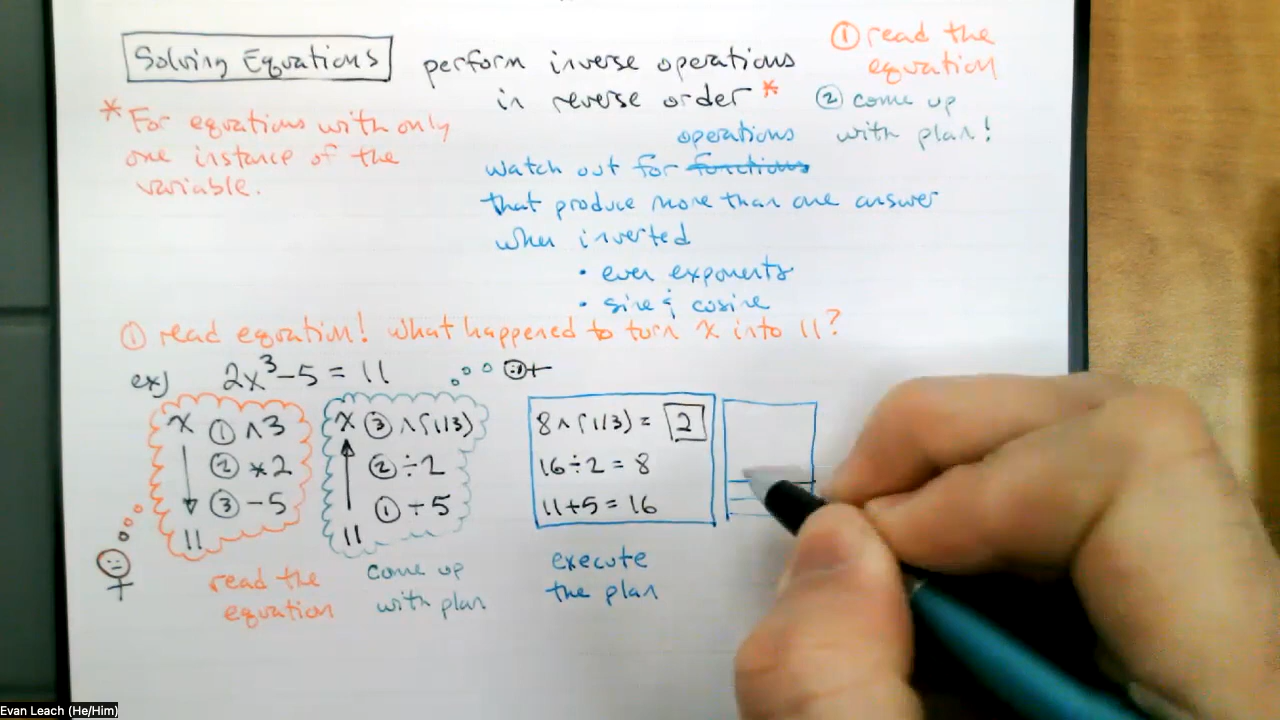 Solving Equations perform inverse operations
in reverse order *
① read the
equation
② come up
with plan!
* For equations with only
one instance of the
variable.
operations
watch out for functions
that produce more than one answer
when inverted
• even exponents
• sine & cosine
① read equation! What happened to turn x into 11?
ex) 2x³-5 = 11
x ① ^3
② *2
③ -5
11
x ③ ^(1/3)
② ÷2
① +5
11
8^(1/3) = 2
16÷2 = 8
11+5 = 16
read the
equation
come up
with plan
execute
the plan
Evan Leach (He/Him)